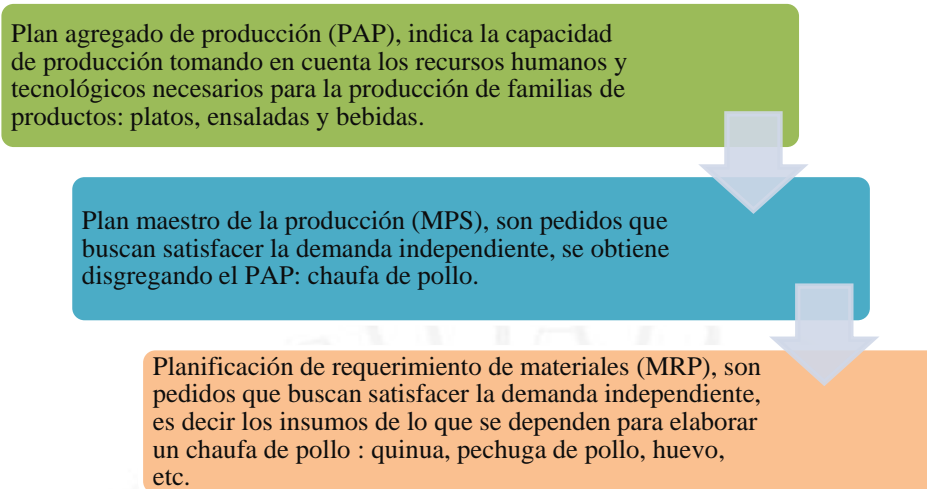 Plan agregado de producción (PAP), indica la capacidad
de producción tomando en cuenta los recursos humanos y
tecnológicos necesarios para la producción de familias de
productos: platos, ensaladas y bebidas.
Plan maestro de la producción (MPS), son pedidos que
buscan satisfacer la demanda independiente, se obtiene
disgregando el PAP: chaufa de pollo.
Planificación de requerimiento de materiales (MRP), son
pedidos que buscan satisfacer la demanda independiente,
es decir los insumos de lo que se dependen para elaborar
un chaufa de pollo : quinua, pechuga de pollo, huevo,
etc.